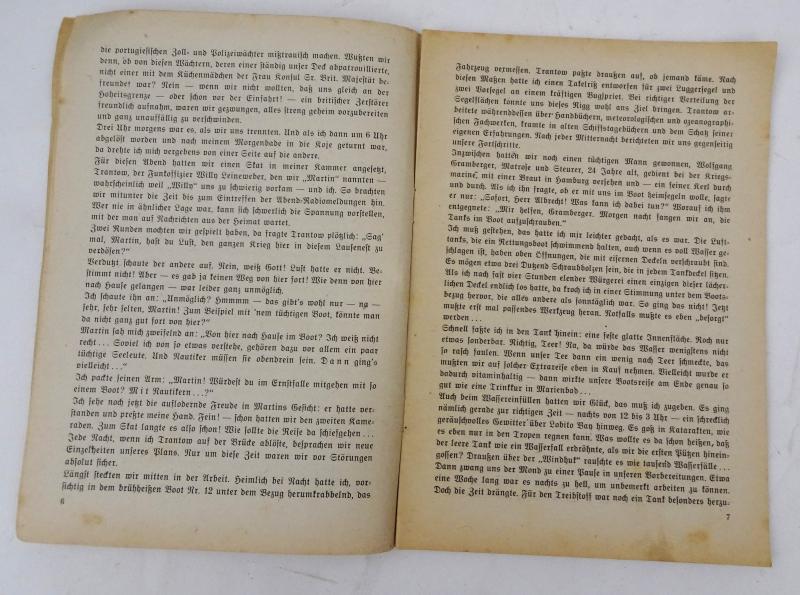 die portugiesischen Zoll- und Polizeiwächter mißtrauisch machen. Wußten wir
denn, ob von diesen Wächtern, deren einer ständig unser Deck abpatrouillierte,
nicht einer mit dem Küchenmädchen der Frau Konsul Sr. Brit. Majestät be-
freundet war? Nein — wenn wir nicht wollten, daß uns gleich an der
Hoheitsgrenze — oder schon vor der Einfahrt! — ein britischer Zerstörer
freundlich aufnahm, waren wir gezwungen, alles streng geheim vorzubereiten
und ganz unauffällig zu verschwinden.
Drei Uhr morgens war es, als wir uns trennten. Und als ich dann um 6 Uhr
abgelöst worden und nach meinem Morgenbade in die Koje geturnt war,
da drehte ich mich vergebens von einer Seite auf die andere.
Für diesen Abend hatten wir einen Skat in meiner Kammer angesetzt,
Trantow, der Funkoffizier Willy Leineweber, den wir „Martin“ nannten —
wahrscheinlich weil „Willy“ uns zu schwierig vorkam — und ich. So brachten
wir mitunter die Zeit bis zum Eintreffen der Abend-Radiomeldungen hin.
Wer nie in ähnlicher Lage war, kann sich schwerlich die Spannung vorstellen,
mit der man auf Nachrichten aus der Heimat wartet.
Zwei Runden mochten wir gespielt haben, da fragte Trantow plötzlich: „Sag'
mal, Martin, hast du Lust, den ganzen Krieg hier in diesem Lausenest zu
verdösen?“
Verdutzt schaute der andere auf. Nein, weiß Gott! Lust hatte er nicht. Be-
stimmt nicht! Aber — es gab ja keinen Weg von hier fort! Wie denn von hier
nach Hause gelangen — war leider ganz unmöglich.
Ich schaute ihn an: „Unmöglich? Hmmmm — das gibt's wohl nur — na —
sehr, sehr selten, Martin! Zum Beispiel mit 'nem tüchtigen Boot, könnte man
da nicht ganz gut fort von hier?“
Martin sah mich zweifelnd an: „Von hier nach Hause im Boot? Ich weiß nicht
recht... Soviel ich von so etwas verstehe, gehören dazu vor allem ein paar
tüchtige Seeleute. Und Nautiker müssen sie obendrein sein. Dann ging's
vielleicht...“
Ich packte seinen Arm: „Martin! Würdest du im Ernstfalle mitgehen mit so
einem Boot? Mit Nautikern...?“
Ich sehe noch jetzt die auflodernde Freude in Martins Gesicht: er hatte ver-
standen und preßte meine Hand. Fein! — schon hatten wir den zweiten Kame-
raden. Zum Skat langte es also schon! Wie sollte die Reise da schiefgehen...
Jede Nacht, wenn ich Trantow auf der Brücke ablöste, besprachen wir neue
Einzelheiten unseres Plans. Nur um diese Zeit waren wir vor Störungen
absolut sicher.
Längst steckten wir mitten in der Arbeit. Heimlich bei Nacht hatte ich, vor-
sichtig in dem brühheißen Boot Nr. 12 unter dem Bezug herumkrabbelnd, das
6
Fahrzeug vermessen. Trantow paßte draußen auf, ob jemand käme. Nach
diesen Maßen hatte ich einen Takelriß entworfen für zwei Luggersegel und
zwei Vorsegel an einem kräftigen Bugspriet. Bei richtiger Verteilung der
Segelflächen konnte uns dieses Rigg wohl ans Ziel bringen. Trantow ar-
beitete währenddessen über Handbüchern, meteorologischen und ozeanographi-
schen Fachwerken, kramte in alten Schiffstagebüchern und dem Schatz seiner
eigenen Erfahrungen. Nach jeder Mitternacht berichteten wir uns gegenseitig
unsere Fortschritte.
Inzwischen hatten wir noch einen tüchtigen Mann gewonnen, Wolfgang
Gramberger, Matrose und Steurer, 24 Jahre alt, gedient bei der Kriegs-
marine, mit einer Braut in Hamburg versehen und — ein feiner Kerl durch
und durch. Als ich ihn fragte, ob er mit uns im Boot heimsegeln wolle, sagte
er nur: „Sofort, Herr Albrecht! Was kann ich dabei tun?“ Worauf ich ihm
entgegnete: „Mir helfen, Gramberger. Morgen nacht fangen wir an, die
Tanks im Boot aufzuschrauben.“
Ich muß gestehen, das hatte ich mir leichter gedacht, als es war. Die Luft-
tanks, die ein Rettungsboot schwimmend halten, auch wenn es voll Wasser ge-
schlagen ist, haben oben Öffnungen, die mit eisernen Deckeln verschraubt sind.
Es mögen etwa drei Dutzend Schraubbolzen sein, die in jedem Tankdeckel sitzen.
Als ich nach fast vier Stunden elender Würgerei einen einzigen dieser lächer-
lichen Deckel endlich los hatte, da kroch ich in einer Stimmung unter dem Boots-
bezug hervor, die alles andere als sonntäglich war. So ging das nicht! Jetzt
mußte erst mal passendes Werkzeug heran. Notfalls mußte es eben „besorgt“
werden...
Schnell faßte ich in den Tank hinein: eine feste glatte Innenfläche. Roch nur
etwas sonderbar. Richtig, Teer! Na, da würde das Wasser wenigstens nicht
so rasch faulen. Wenn unser Tee dann ein wenig nach Teer schmeckte, das
mußten wir auf solcher Extrareise eben in Kauf nehmen. Vielleicht wurde er
dadurch vitaminhaltig — dann wirkte unsere Bootsreise am Ende genau so
gut wie eine Trinkkur in Marienbad...
Auch beim Wassereinfüllen hatten wir Glück, das muß ich zugeben. Es ging
nämlich gerade zur richtigen Zeit — nachts von 12 bis 3 Uhr — ein schrecklich
geräuschvolles Gewitter über Lobito Bay hinweg. Es goß in Katarakten, wie
es eben nur in den Tropen regnen kann. Was wollte es da schon heißen, daß
der leere Tank wie ein Wasserfall erdröhnte, als wir die ersten Pützen hinein-
gossen? Draußen über der „Windhuk“ rauschte es wie tausend Wasserfälle...
Dann zwang uns der Mond zu einer Pause in unseren Vorbereitungen. Etwa
eine Woche lang war es nachts zu hell, um unbemerkt arbeiten zu können.
Doch die Zeit drängte. Für den Treibstoff war noch ein Tank besonders herzu-
7